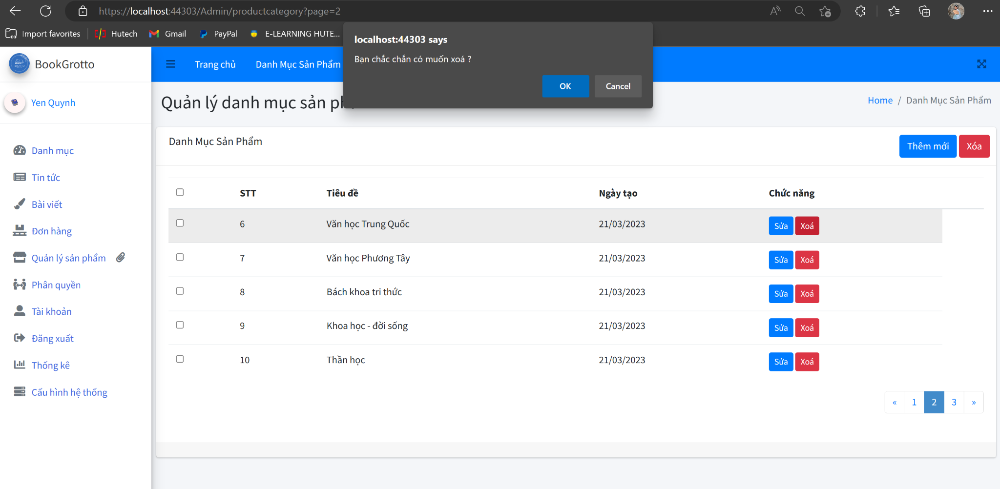 https://localhost:44303/Admin/productcategory?page=2
Import favorites
Hutech
Gmail
PayPal
E-LEARNING HUTE...
localhost:44303 says
Bạn chắc chắn có muốn xoá ?
OK
Cancel
BookGrotto
Trang chủ
Danh Mục Sản Phẩm
Yen Quynh
Quản lý danh mục sản
Home / Danh Mục Sản Phẩm
Danh mục
Tin tức
Bài viết
Đơn hàng
Quản lý sản phẩm
Phân quyền
Tài khoản
Đăng xuất
Thống kê
Cấu hình hệ thống
Danh Mục Sản Phẩm
Thêm mới
Xóa
STT Tiêu đề Ngày tạo Chức năng
6 Văn học Trung Quốc 21/03/2023 Sửa Xoá
7 Văn học Phương Tây 21/03/2023 Sửa Xoá
8 Bách khoa tri thức 21/03/2023 Sửa Xoá
9 Khoa học - đời sống 21/03/2023 Sửa Xoá
10 Thần học 21/03/2023 Sửa Xoá
« 1 2 3 »